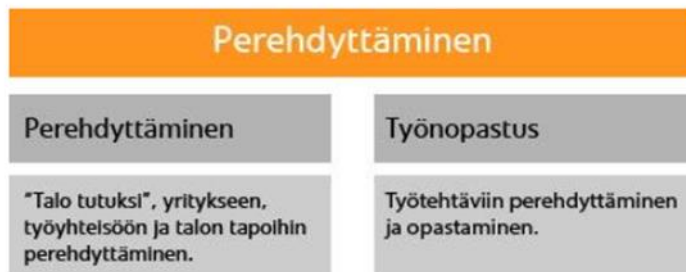 Perehdyttäminen
Perehdyttäminen
Työnopastus
"Talo tutuksi", yritykseen,
työyhteisöön ja talon tapoihin
perehdyttäminen.
Työtehtäviin perehdyttäminen
ja opastaminen.